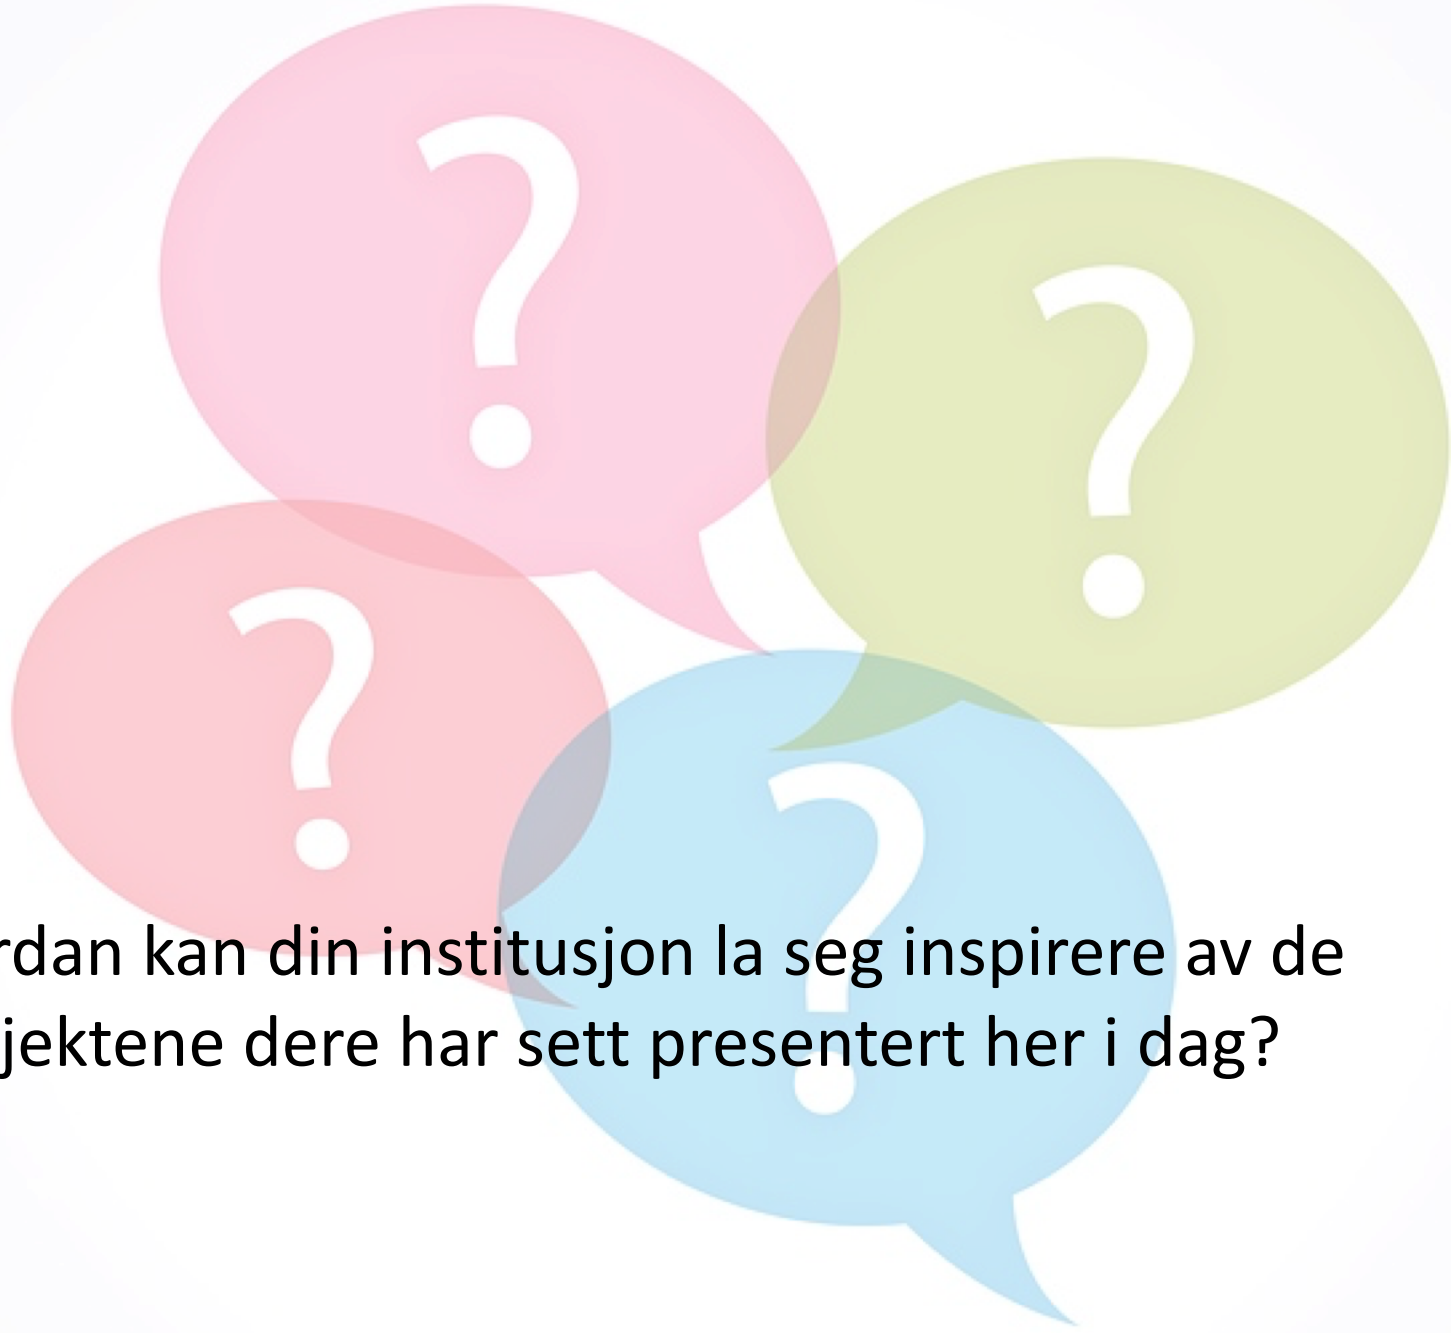 ?
?
?
?
rdan kan din institusjon la seg inspirere av de
jektene dere har sett presentert her i dag?